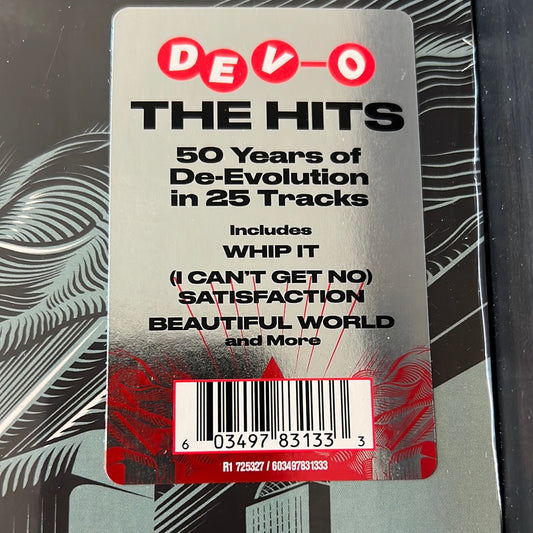 DEV-O
THE HITS
50 Years of
De-Evolution
in 25 Tracks
Includes
WHIP IT
(I CAN'T GET NO)
SATISFACTION
BEAUTIFUL WORLD
and More
6 03497 83133 3
R1 725327 / 603497831333